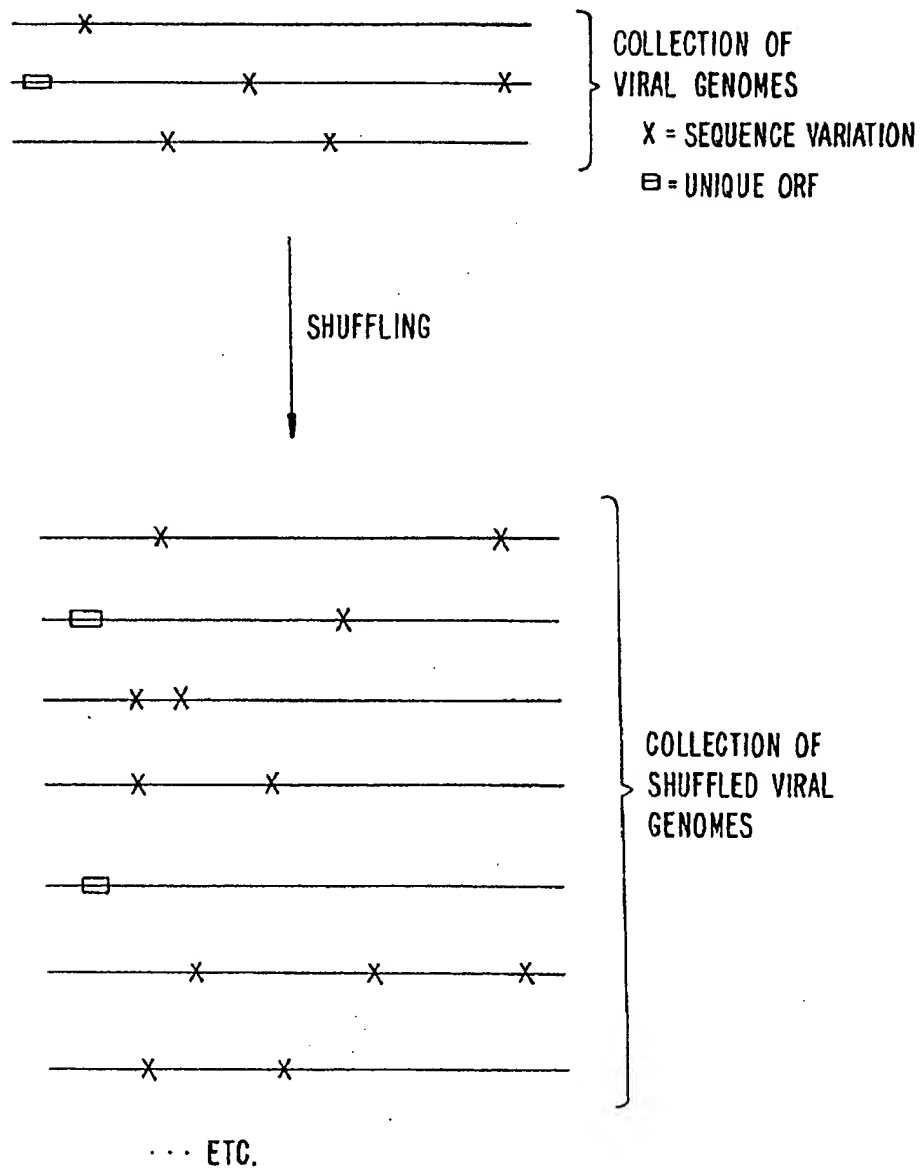 COLLECTION OF
VIRAL GENOMES
X = SEQUENCE VARIATION
= UNIQUE ORF
SHUFFLING
COLLECTION OF
SHUFFLED VIRAL
GENOMES
... ETC.